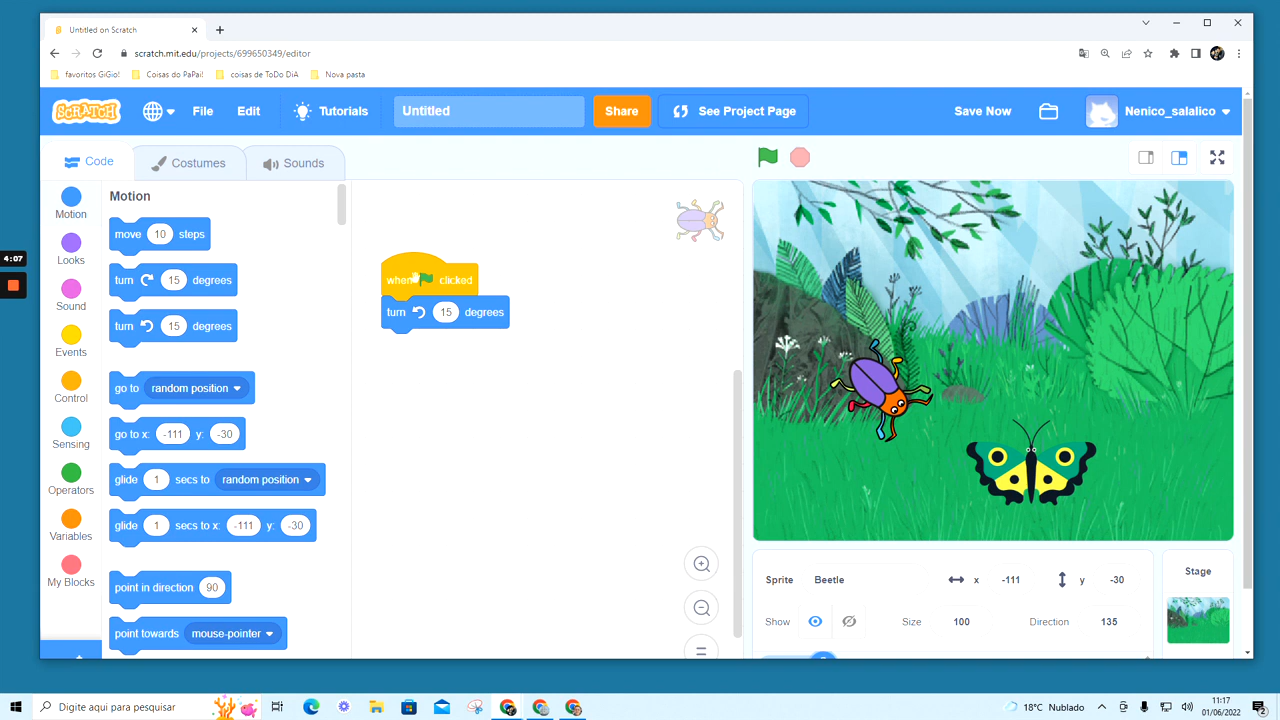 Untitled on Scratch
scratch.mit.edu/projects/699650349/editor
favoritos GiGio!
Coisas do PaPai!
coisas de ToDo DiA
Nova pasta
SCRATCH
File
Edit
Tutorials
Untitled
Share
See Project Page
Save Now
Nenico_salalico
Code
Costumes
Sounds
Motion
Looks
Sound
Events
Control
Sensing
Operators
Variables
My Blocks
Motion
move 10 steps
turn 15 degrees
turn 15 degrees
go to random position
go to x: -111 y: -30
glide 1 secs to random position
glide 1 secs to x: -111 y: -30
point in direction 90
point towards mouse-pointer
when clicked
turn 15 degrees
Sprite Beetle x -111 y -30
Show Size 100 Direction 135
Stage
4:07
Digite aqui para pesquisar
18°C Nublado
11:17
01/06/2022
2